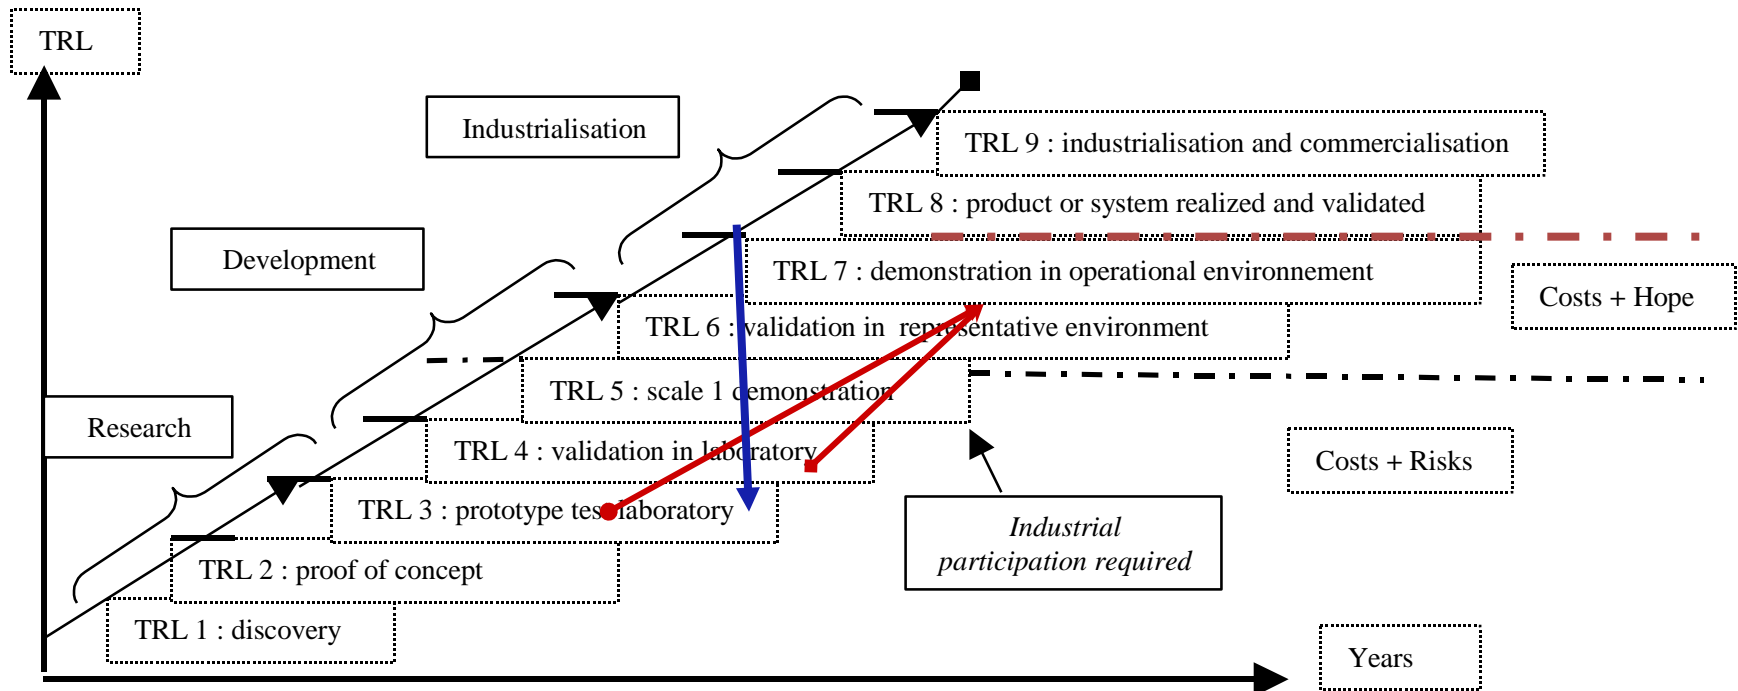 TRL
Industrialisation
TRL 9 : industrialisation and commercialisation
TRL 8 : product or system realized and validated
Development
TRL 7 : demonstration in operational environnement
Costs + Hope
TRL 6 : validation in representative environment
TRL 5 : scale 1 demonstration
Research
TRL 4 : validation in laboratory
Costs + Risks
TRL 3 : prototype test laboratory
Industrial
participation required
TRL 2 : proof of concept
TRL 1 : discovery
Years